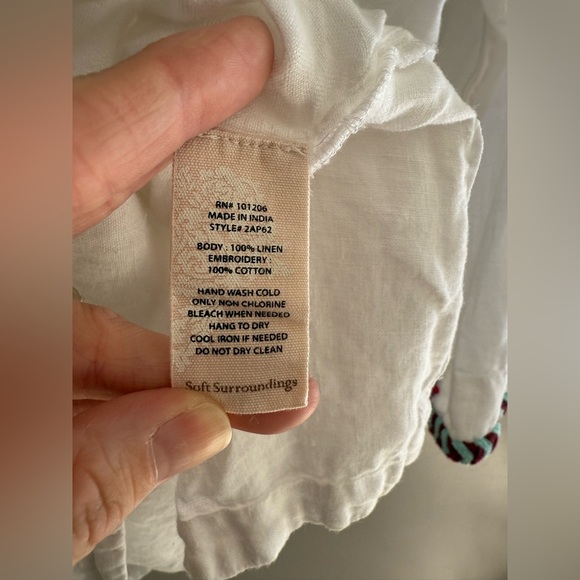 RN# 101206
MADE IN INDIA
STYLE# 2AP62
BODY : 100% LINEN
EMBROIDERY :
100% COTTON
HAND WASH COLD
ONLY NON CHLORINE
BLEACH WHEN NEEDED
HANG TO DRY
COOL IRON IF NEEDED
DO NOT DRY CLEAN
Soft Surroundings